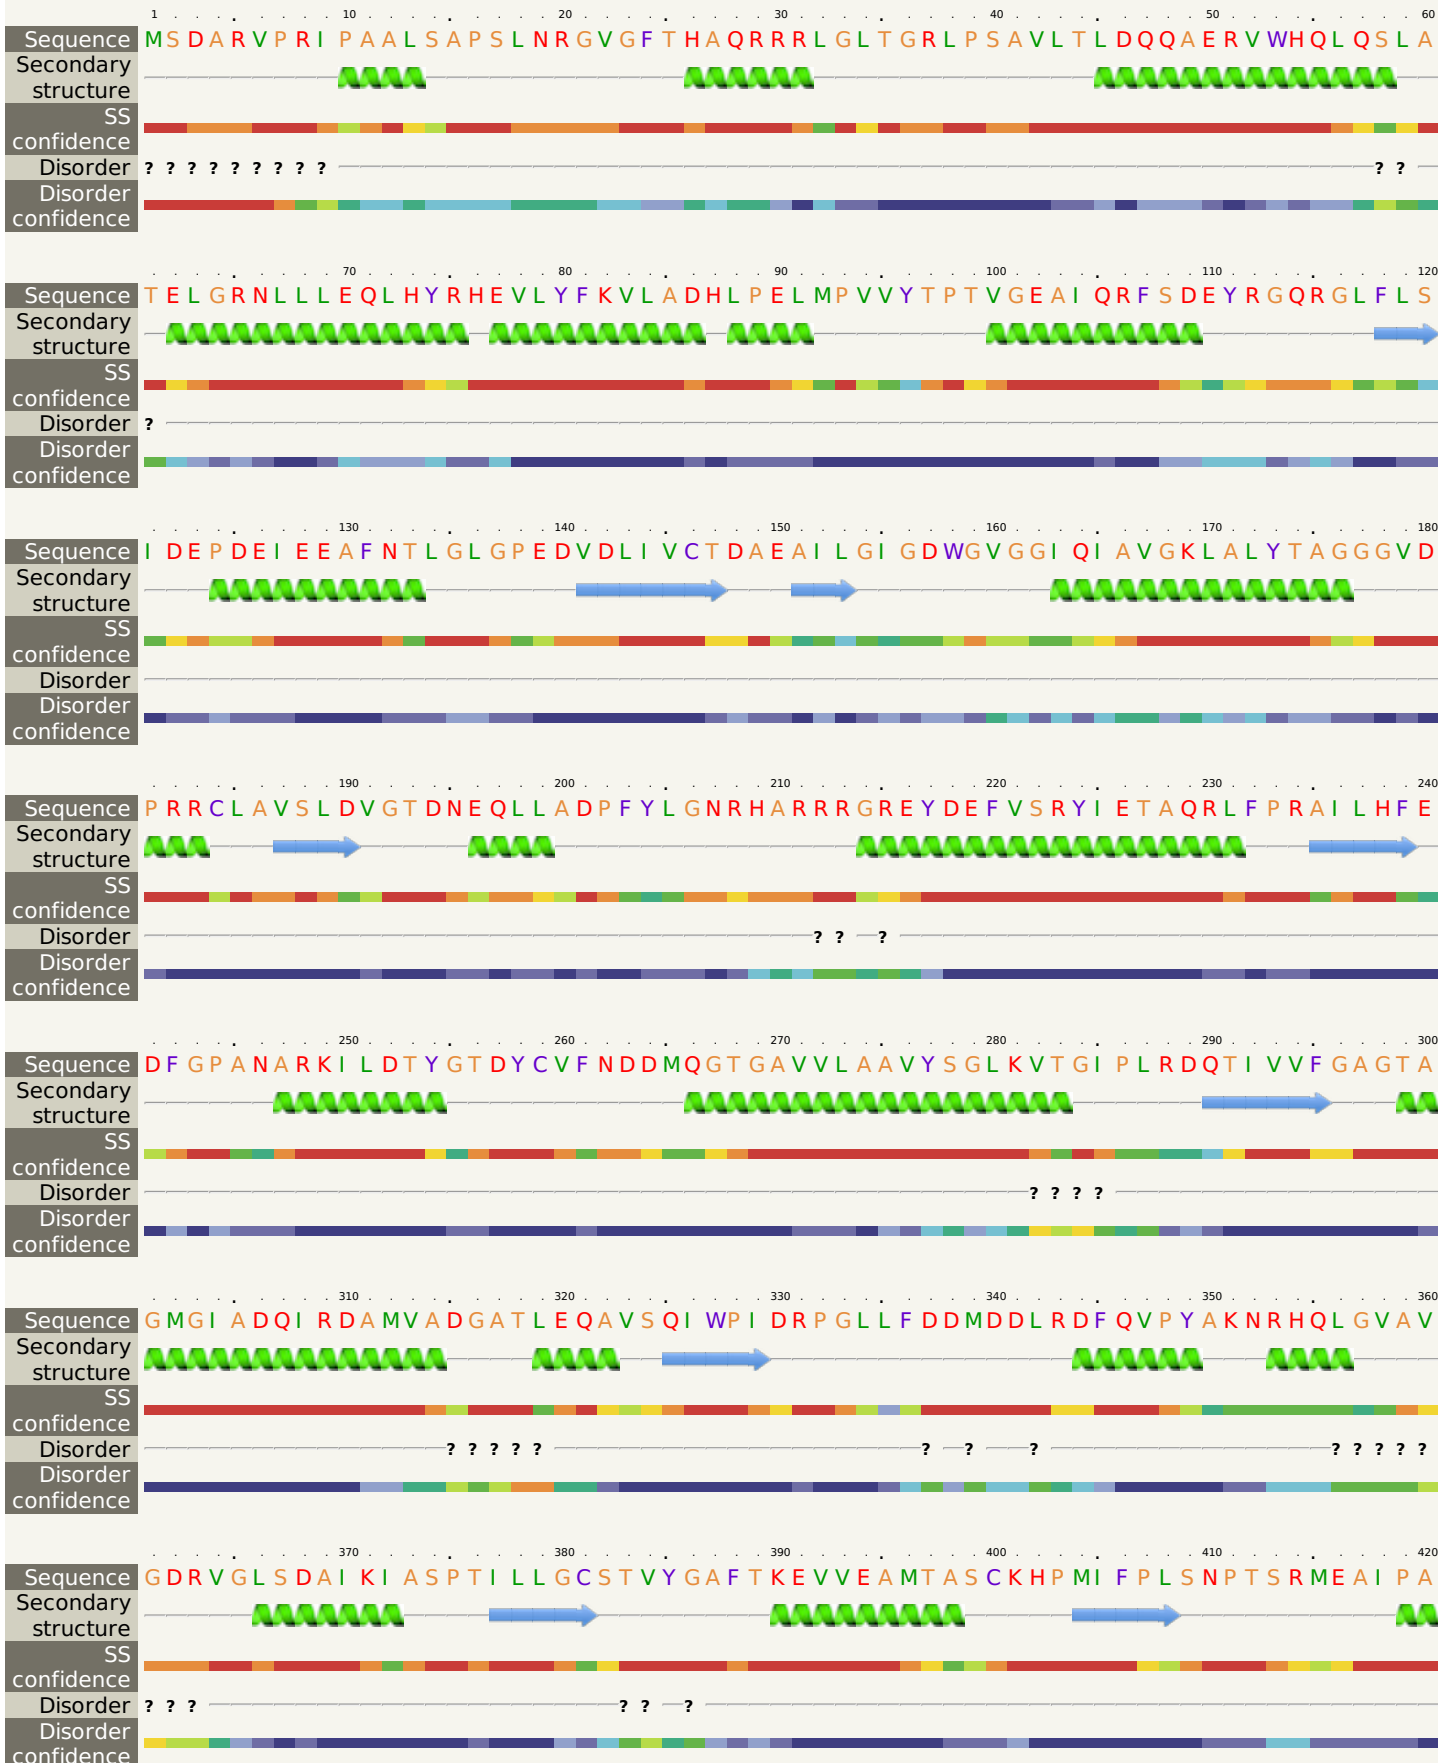 1 10 20 30 40 50 60
Sequence MSDARVPRIPAALSAPSLNRGVGFTHAQRRRLGLTGRLPSAVLTLDQQAERVWHQLQSLA
Secondary
structure
SS
confidence
Disorder ? ? ? ? ? ? ? ? ? ? ?
Disorder
confidence
70 80 90 100 110 120
Sequence TELGRNLLLEQLHYRHEVLYFKVLADHLPELMPVVYTPTVGEAIQRFSDEYRGQRGLFLS
Secondary
structure
SS
confidence
Disorder ?
Disorder
confidence
130 140 150 160 170 180
Sequence IDEPDEIEEAFNTLGLGPEDVDLIVCTDAEAILGIGDWGVGGIQIAVGKLALYTAGGGVD
Secondary
structure
SS
confidence
Disorder
Disorder
confidence
190 200 210 220 230 240
Sequence PRRCLAVSLDVGTDNEQLLADPFYLGNRHARRRGREYDEFVSRYIETAQRLFPRAILHFE
Secondary
structure
SS
confidence
Disorder ? ? ?
Disorder
confidence
250 260 270 280 290 300
Sequence DFGPANARKILDTYGTDYCVFNDDMQGTGAVVLAAVYSGLKVTGIPLRDQTIVVFGAGTA
Secondary
structure
SS
confidence
Disorder ? ? ? ?
Disorder
confidence
310 320 330 340 350 360
Sequence GMGIADQIRDAMVADGATLEQAVSQIWPIDRPGLLFDDMDDLRDFQVPYAKNRHQLGVAV
Secondary
structure
SS
confidence
Disorder ? ? ? ? ? ? ? ? ? ? ? ? ?
Disorder
confidence
370 380 390 400 410 420
Sequence GDRVGLSDAIKIASPTILLGCSTVYGAFTKEVVEAMTASCKHPMIFPLSNPTSRMEAIPA
Secondary
structure
SS
confidence
Disorder ? ? ? ? ? ?
Disorder
confidence